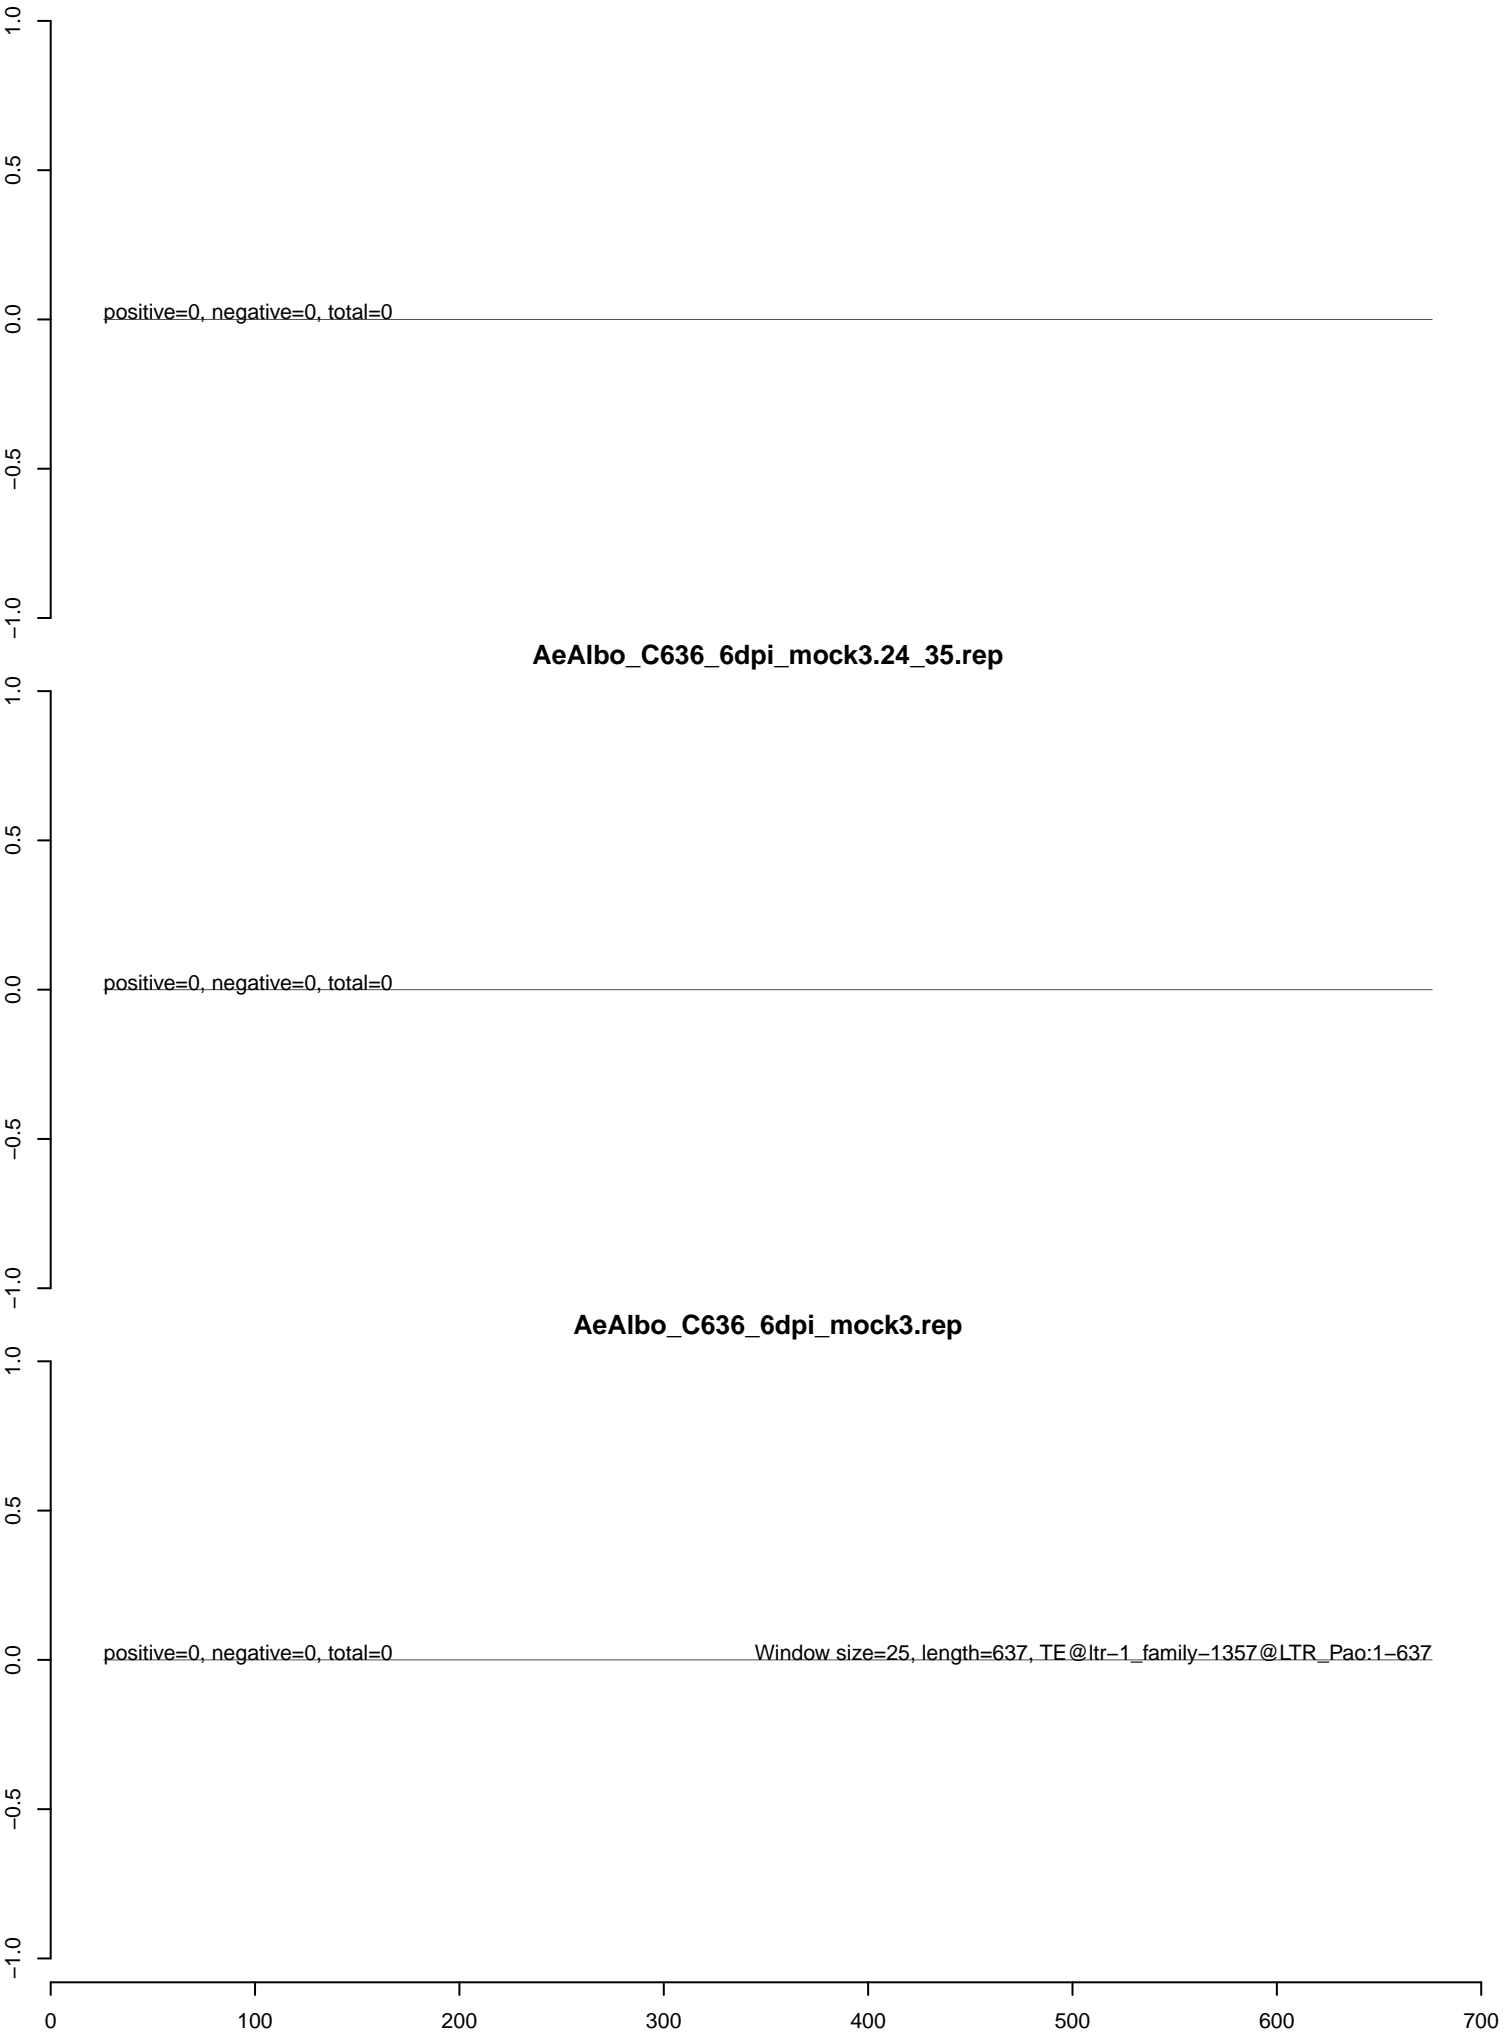 1.0
0.5
0.0
−0.5
−1.0
positive=0, negative=0, total=0
AeAlbo_C636_6dpi_mock3.24_35.rep
1.0
0.5
0.0
−0.5
−1.0
positive=0, negative=0, total=0
AeAlbo_C636_6dpi_mock3.rep
1.0
0.5
0.0
−0.5
−1.0
positive=0, negative=0, total=0
Window size=25, length=637, TE@ltr−1_family−1357@LTR_Pao:1−637
0 100 200 300 400 500 600 700